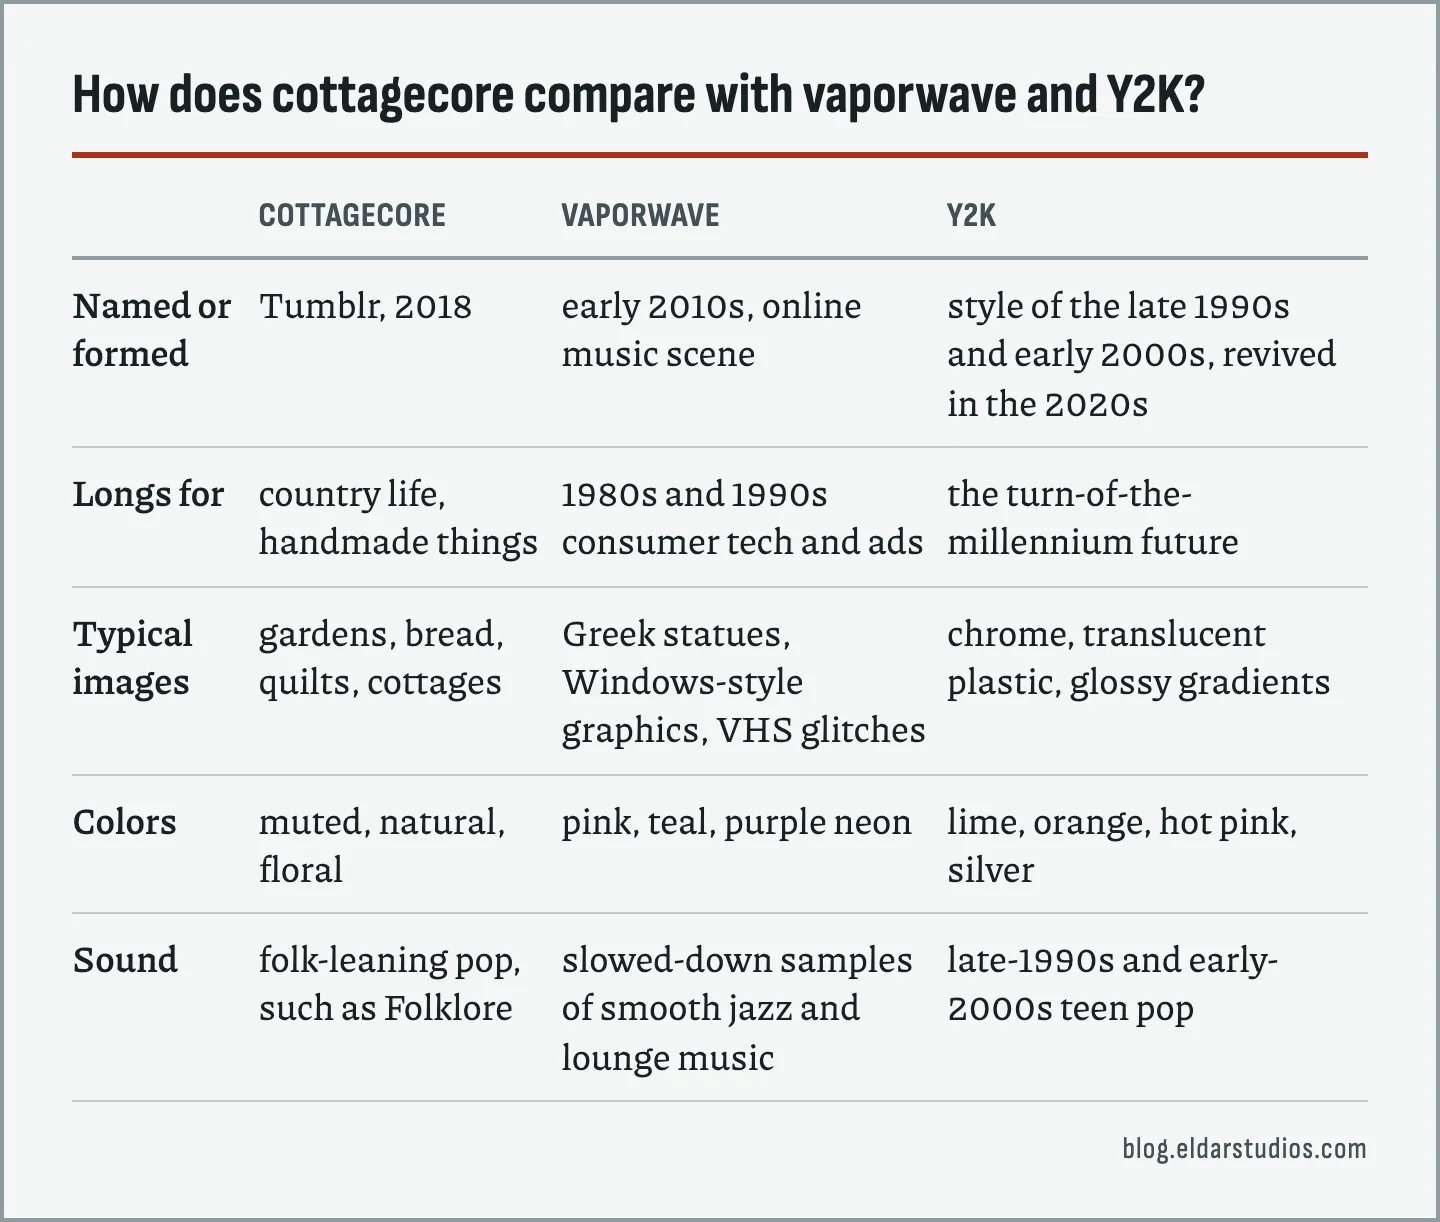 How does cottagecore compare with vaporwave and Y2K?
COTTAGECORE VAPORWAVE Y2K
Named or formed
Tumblr, 2018
early 2010s, online
music scene
style of the late 1990s
and early 2000s, revived
in the 2020s
Longs for
country life,
handmade things
1980s and 1990s
consumer tech and ads
the turn-of-the-
millennium future
Typical
images
gardens, bread,
quilts, cottages
Greek statues,
Windows-style
graphics, VHS glitches
chrome, translucent
plastic, glossy gradients
Colors
muted, natural,
floral
pink, teal, purple neon
lime, orange, hot pink,
silver
Sound
folk-leaning pop,
such as Folklore
slowed-down samples
of smooth jazz and
lounge music
late-1990s and early-
2000s teen pop
blog.eldarstudios.com